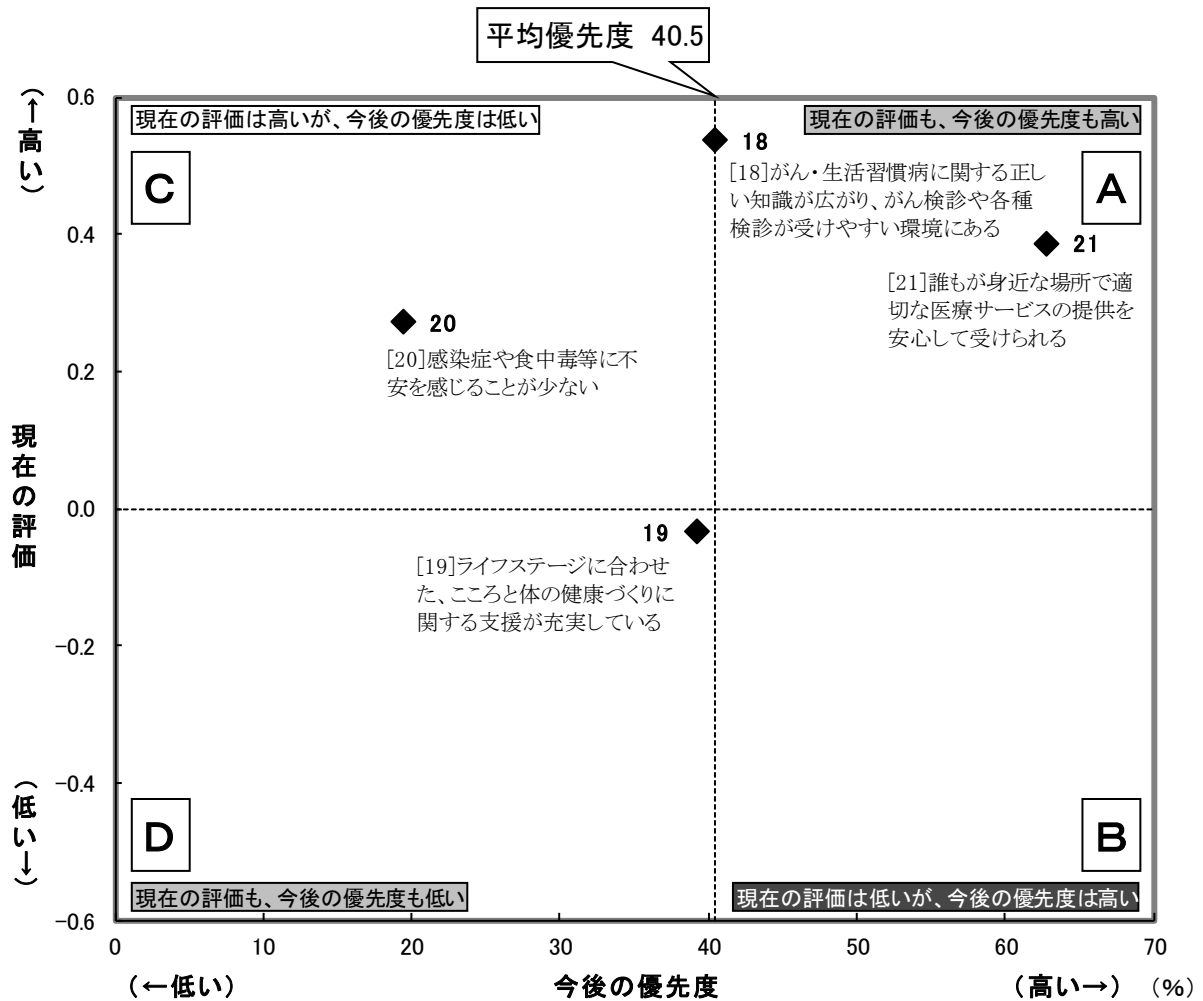 平均優先度 40.5
（←高い）
0.6
現在の評価は高いが、今後の優先度は低い
現在の評価も、今後の優先度も高い
C
A
18
[18]がん・生活習慣病に関する正し
い知識が広がり、がん検診や各種
検診が受けやすい環境にある
0.4
21
[21]誰もが身近な場所で適
切な医療サービスの提供を
安心して受けられる
20
[20]感染症や食中毒等に不
安を感じることが少ない
0.2
現在の評価
0.0
19
[19]ライフステージに合わせ
た、こころと体の健康づくりに
関する支援が充実している
−0.2
−0.4
（低い→）
D
B
現在の評価も、今後の優先度も低い
現在の評価は低いが、今後の優先度は高い
−0.6
0 10 20 30 40 50 60 70
（←低い） 今後の優先度 （高い→） （%）